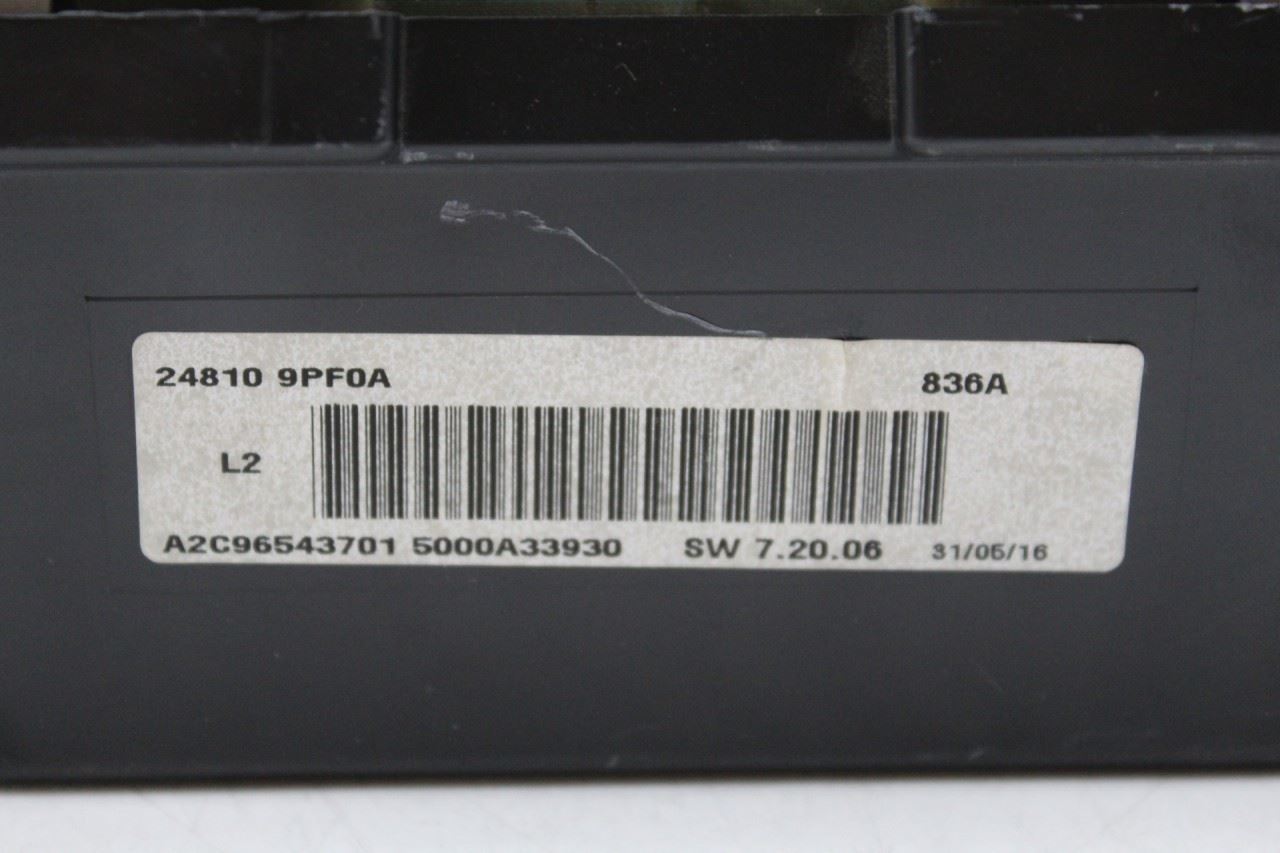 24810 9PF0A 836A
L2
A2C96543701 5000A33930 SW 7.20.06 31/05/16